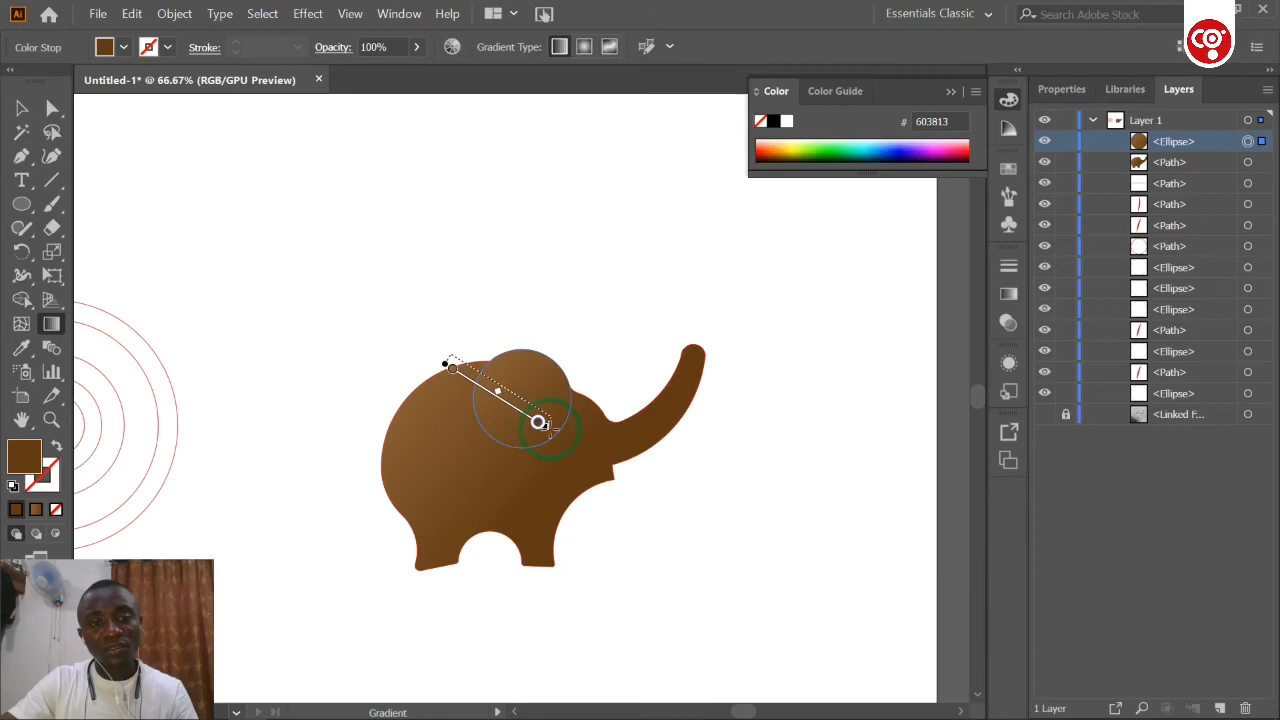 Ai File Edit Object Type Select Effect View Window Help Essentials Classic Search Adobe Stock
Color Stop Stroke: Opacity: 100% Gradient Type:
Untitled-1* @ 66.67% (RGB/GPU Preview)
Color Color Guide
# 603813
Properties Libraries Layers
Layer 1
<Ellipse>
<Path>
<Path>
<Path>
<Path>
<Path>
<Ellipse>
<Ellipse>
<Ellipse>
<Path>
<Ellipse>
<Path>
<Ellipse>
<Linked F...
Gradient
1 Layer